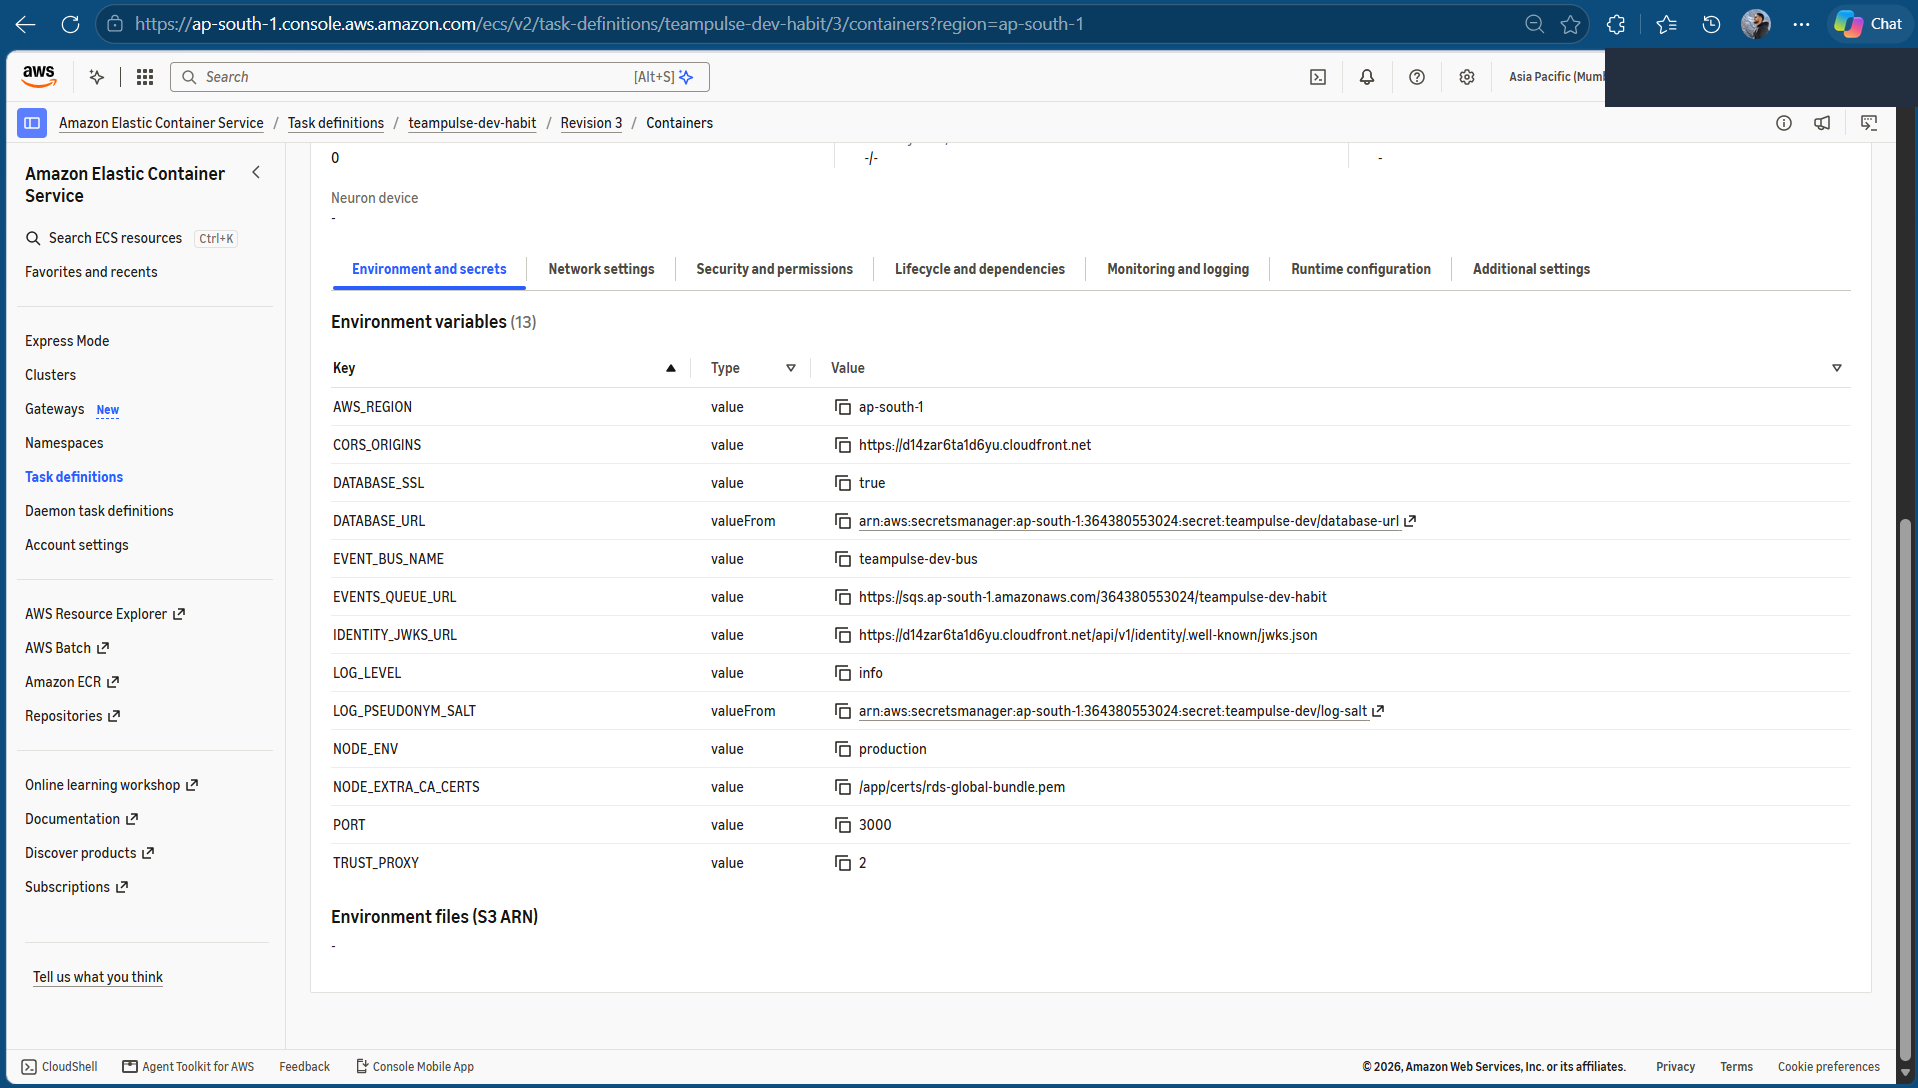 https://ap-south-1.console.aws.amazon.com/ecs/v2/task-definitions/teampulse-dev-habit/3/containers?region=ap-south-1
Chat
aws
Search
[Alt+S]
Asia Pacific (Mumb
Amazon Elastic Container Service / Task definitions / teampulse-dev-habit / Revision 3 / Containers
Amazon Elastic Container Service
Search ECS resources Ctrl+K
Favorites and recents
Express Mode
Clusters
Gateways New
Namespaces
Task definitions
Daemon task definitions
Account settings
AWS Resource Explorer
AWS Batch
Amazon ECR
Repositories
Online learning workshop
Documentation
Discover products
Subscriptions
Tell us what you think
0 -/- -
Neuron device
-
Environment and secrets
Network settings
Security and permissions
Lifecycle and dependencies
Monitoring and logging
Runtime configuration
Additional settings
Environment variables (13)
Key Type Value
AWS_REGION value ap-south-1
CORS_ORIGINS value https://d14zar6ta1d6yu.cloudfront.net
DATABASE_SSL value true
DATABASE_URL valueFrom arn:aws:secretsmanager:ap-south-1:364380553024:secret:teampulse-dev/database-url
EVENT_BUS_NAME value teampulse-dev-bus
EVENTS_QUEUE_URL value https://sqs.ap-south-1.amazonaws.com/364380553024/teampulse-dev-habit
IDENTITY_JWKS_URL value https://d14zar6ta1d6yu.cloudfront.net/api/v1/identity/.well-known/jwks.json
LOG_LEVEL value info
LOG_PSEUDONYM_SALT valueFrom arn:aws:secretsmanager:ap-south-1:364380553024:secret:teampulse-dev/log-salt
NODE_ENV value production
NODE_EXTRA_CA_CERTS value /app/certs/rds-global-bundle.pem
PORT value 3000
TRUST_PROXY value 2
Environment files (S3 ARN)
-
CloudShell
Agent Toolkit for AWS
Feedback
Console Mobile App
© 2026, Amazon Web Services, Inc. or its affiliates.
Privacy
Terms
Cookie preferences